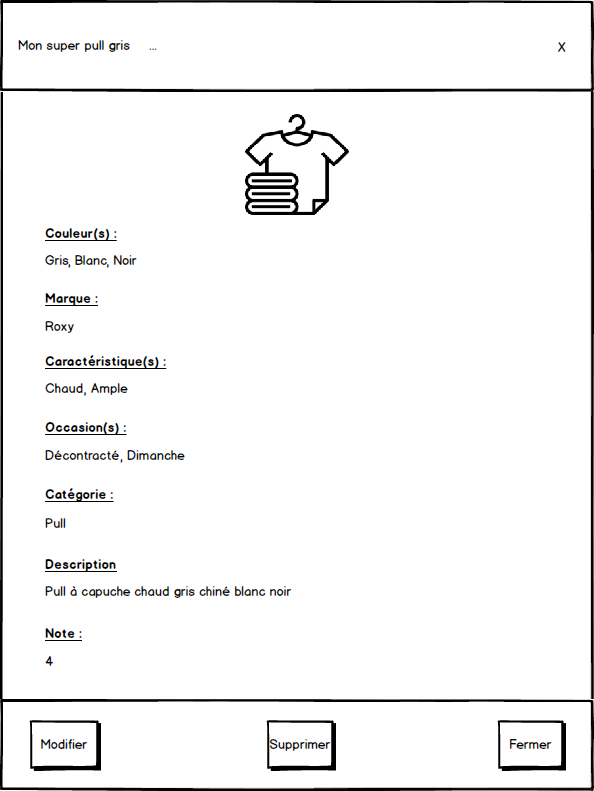 Mon super pull gris ...
X
Couleur(s) :
Gris, Blanc, Noir
Marque :
Roxy
Caractéristique(s) :
Chaud, Ample
Occasion(s) :
Décontracté, Dimanche
Catégorie :
Pull
Description
Pull à capuche chaud gris chiné blanc noir
Note :
4
Modifier
Supprimer
Fermer